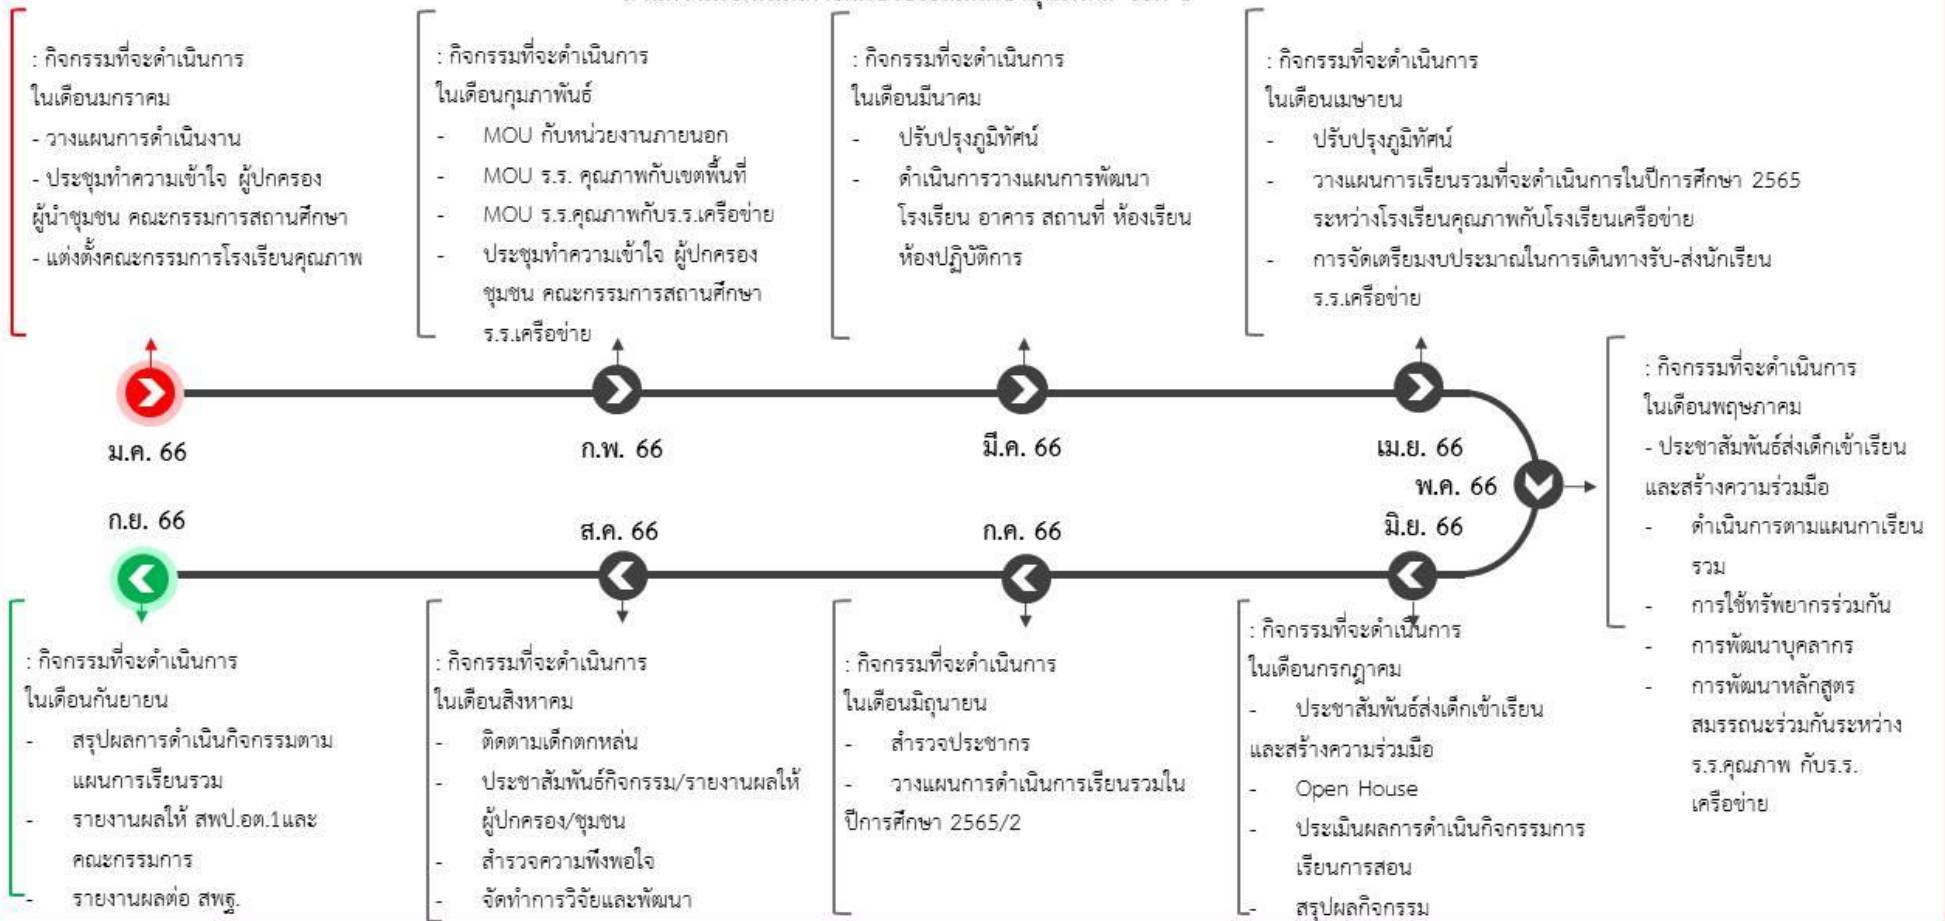 : กิจกรรมที่จะดำเนินการ
ในเดือนมกราคม
- วางแผนการดำเนินงาน
- ประชุมทำความเข้าใจ ผู้ปกครอง
ผู้นำชุมชน คณะกรรมการสถานศึกษา
- แต่งตั้งคณะกรรมการโรงเรียนคุณภาพ
: กิจกรรมที่จะดำเนินการ
ในเดือนกุมภาพันธ์
- MOU กับหน่วยงานภายนอก
- MOU ร.ร. คุณภาพกับเขตพื้นที่
- MOU ร.ร.คุณภาพกับร.ร.เครือข่าย
- ประชุมทำความเข้าใจ ผู้ปกครอง
ชุมชน คณะกรรมการสถานศึกษา
ร.ร.เครือข่าย
: กิจกรรมที่จะดำเนินการ
ในเดือนมีนาคม
- ปรับปรุงภูมิทัศน์
- ดำเนินการวางแผนการพัฒนา
โรงเรียน อาคาร สถานที่ ห้องเรียน
ห้องปฏิบัติการ
: กิจกรรมที่จะดำเนินการ
ในเดือนเมษายน
- ปรับปรุงภูมิทัศน์
- วางแผนการเรียนรวมที่จะดำเนินการในปีการศึกษา 2565
ระหว่างโรงเรียนคุณภาพกับโรงเรียนเครือข่าย
- การจัดเตรียมงบประมาณในการเดินทางรับ-ส่งนักเรียน
ร.ร.เครือข่าย
ม.ค. 66
ก.พ. 66
มี.ค. 66
เม.ย. 66
พ.ค. 66
: กิจกรรมที่จะดำเนินการ
ในเดือนพฤษภาคม
- ประชาสัมพันธ์ส่งเด็กเข้าเรียน
และสร้างความร่วมมือ
- ดำเนินการตามแผนกาเรียน
รวม
- การใช้ทรัพยากรร่วมกัน
- การพัฒนาบุคลากร
- การพัฒนาหลักสูตร
สมรรถนะร่วมกันระหว่าง
ร.ร.คุณภาพ กับร.ร.
เครือข่าย
ก.ย. 66
ส.ค. 66
ก.ค. 66
มิ.ย. 66
: กิจกรรมที่จะดำเนินการ
ในเดือนกันยายน
- สรุปผลการดำเนินกิจกรรมตาม
แผนการเรียนรวม
- รายงานผลให้ สพป.อต.1และ
คณะกรรมการ
- รายงานผลต่อ สพฐ.
: กิจกรรมที่จะดำเนินการ
ในเดือนสิงหาคม
- ติดตามเด็กตกหล่น
- ประชาสัมพันธ์กิจกรรม/รายงานผลให้
ผู้ปกครอง/ชุมชน
- สำรวจความพึงพอใจ
- จัดทำการวิจัยและพัฒนา
: กิจกรรมที่จะดำเนินการ
ในเดือนมิถุนายน
- สำรวจประชากร
- วางแผนการดำเนินการเรียนรวมใน
ปีการศึกษา 2565/2
: กิจกรรมที่จะดำเนินการ
ในเดือนกรกฎาคม
- ประชาสัมพันธ์ส่งเด็กเข้าเรียน
และสร้างความร่วมมือ
- Open House
- ประเมินผลการดำเนินกิจกรรมการ
เรียนการสอน
- สรุปผลกิจกรรม